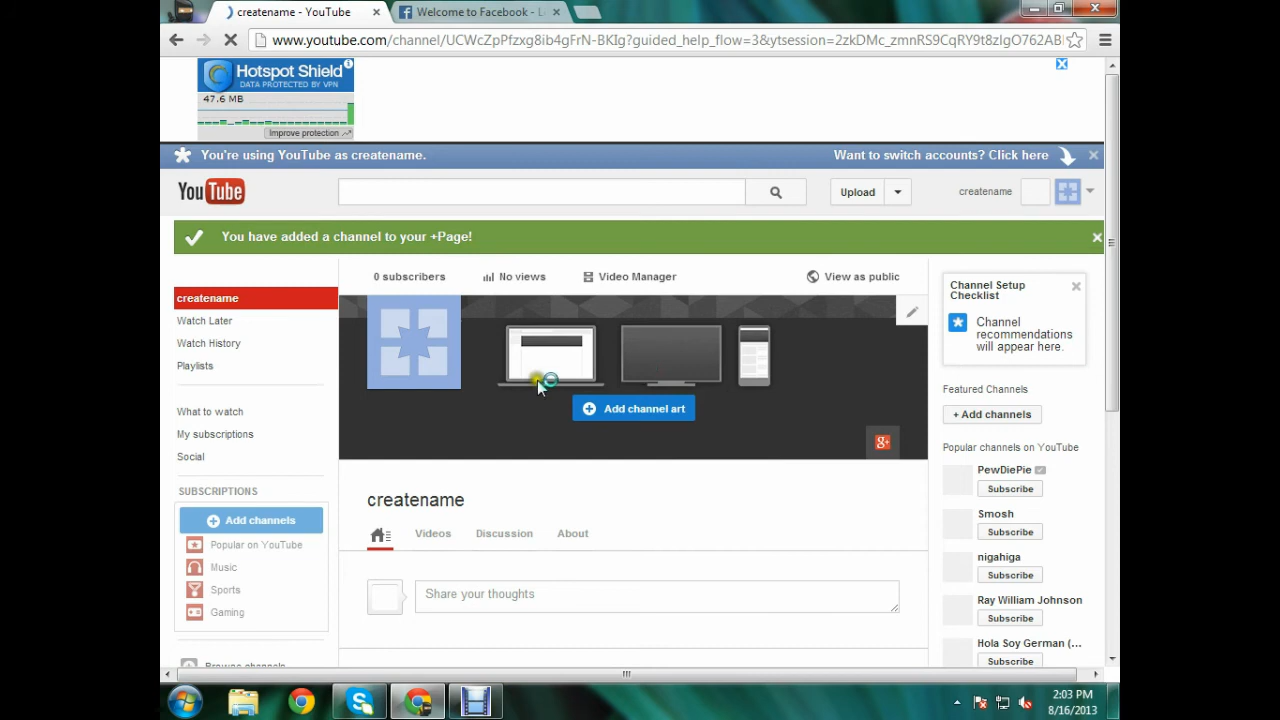 createname - YouTube
Welcome to Facebook - L
www.youtube.com/channel/UCWcZpPfzxg8ib4gFrN-BKIg?guided_help_flow=3&ytsession=2zkDMc_zmnRS9CqRY9t8zlgO762AB
Hotspot Shield
DATA PROTECTED BY VPN
47.6 MB
Improve protection
You're using YouTube as createname.
Want to switch accounts? Click here
YouTube
Upload
createname
You have added a channel to your +Page!
0 subscribers
No views
Video Manager
View as public
createname
Watch Later
Watch History
Playlists
What to watch
My subscriptions
Social
SUBSCRIPTIONS
Add channels
Popular on YouTube
Music
Sports
Gaming
Browse channels
Add channel art
g+
createname
Videos
Discussion
About
Share your thoughts
Channel Setup
Checklist
Channel
recommendations
will appear here.
Featured Channels
+ Add channels
Popular channels on YouTube
PewDiePie
Subscribe
Smosh
Subscribe
nigahiga
Subscribe
Ray William Johnson
Subscribe
Hola Soy German (...
Subscribe
2:03 PM
8/16/2013